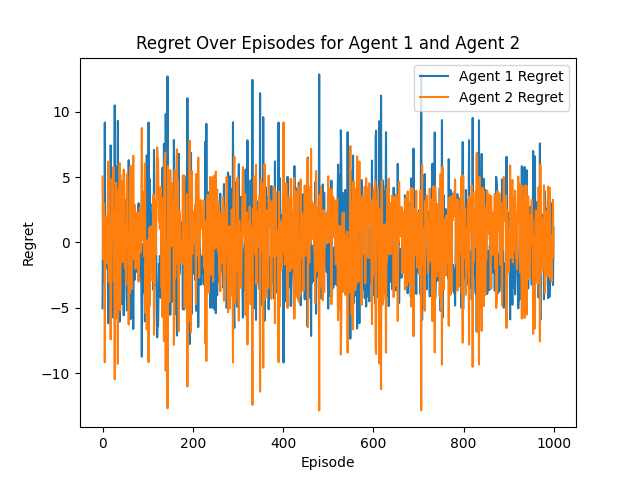 Regret Over Episodes for Agent 1 and Agent 2
Agent 1 Regret
Agent 2 Regret
Regret
10
5
0
−5
−10
0
200
400
600
800
1000
Episode